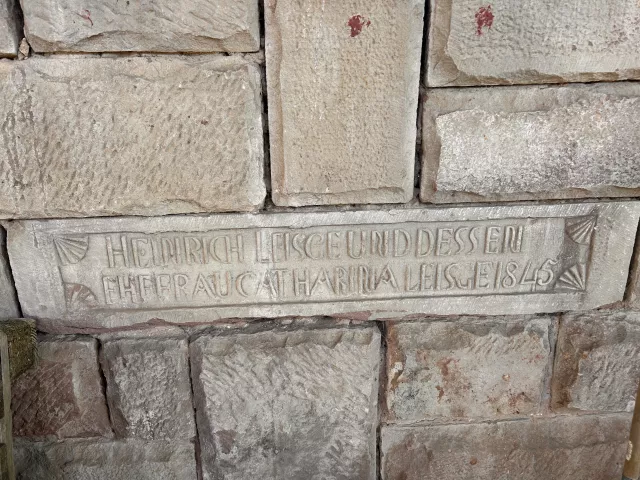 HEINRICH LEISGE UND DESSEN
EHEFRAU CATHARINA LEISGE 1845